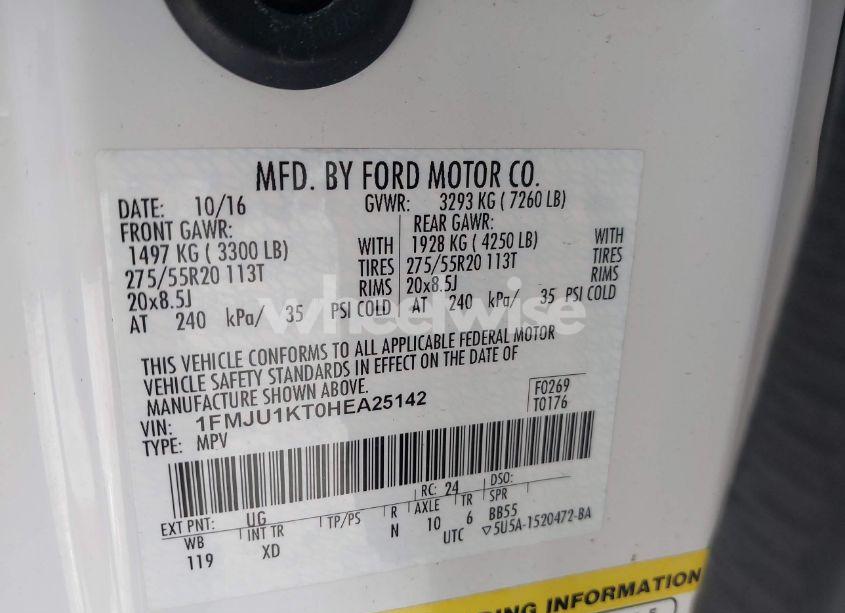 MFD. BY FORD MOTOR CO.
DATE: 10/16 GVWR: 3293 KG ( 7260 LB)
FRONT GAWR: REAR GAWR:
1497 KG ( 3300 LB) WITH 1928 KG ( 4250 LB) WITH
275/55R20 113T TIRES 275/55R20 113T TIRES
20x8.5J RIMS 20x8.5J RIMS
AT 240 kPa/ 35 PSI COLD AT 240 kPa/ 35 PSI COLD
wheelwise
THIS VEHICLE CONFORMS TO ALL APPLICABLE FEDERAL MOTOR
VEHICLE SAFETY STANDARDS IN EFFECT ON THE DATE OF
MANUFACTURE SHOWN ABOVE.
VIN: 1FMJU1KT0HEA25142 F0269
TYPE: MPV T0176
EXT PNT: UG RC: 24 DSO:
WB INT TR TP/PS R AXLE TR SPR
119 XD N 10 6 BB55
UTC ▽5U5A-1520472-BA
INFORMATION